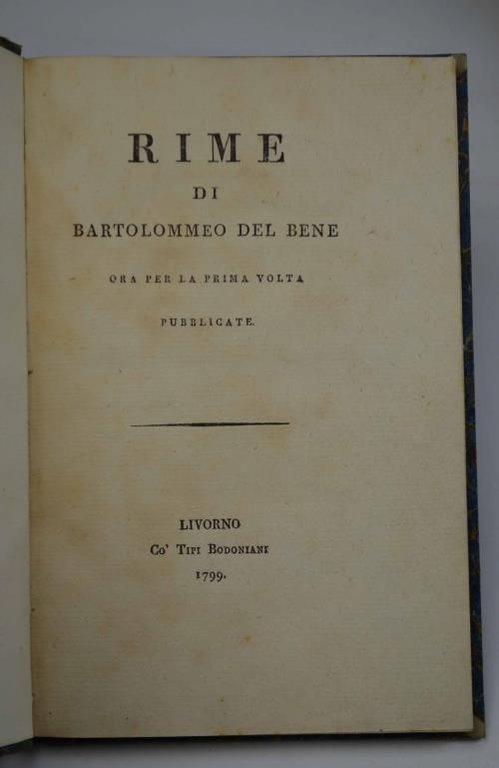 RIME
DI
BARTOLOMMEO DEL BENE
ORA PER LA PRIMA VOLTA
PUBBLICATE.
LIVORNO
Co' Tipi Bodoniani
1799.